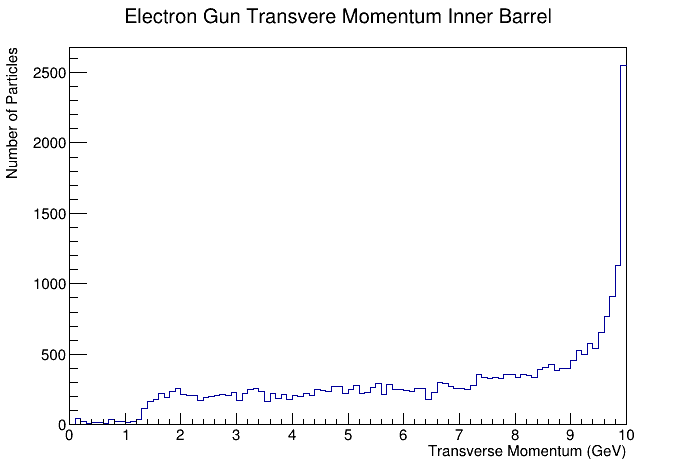 Electron Gun Transvere Momentum Inner Barrel
Number of Particles
2500
2000
1500
1000
500
0
0 1 2 3 4 5 6 7 8 9 10
Transverse Momentum (GeV)